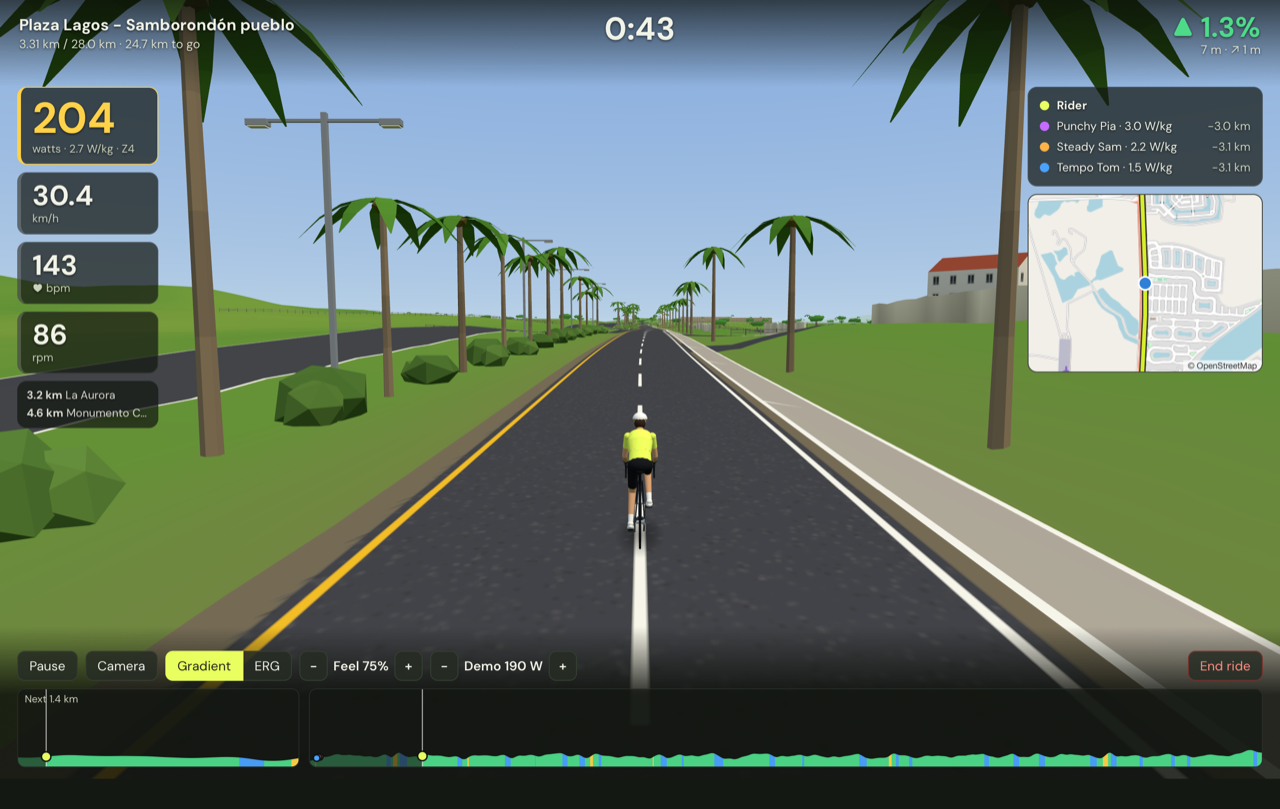 Plaza Lagos – Samborondón pueblo
3.31 km / 28.0 km · 24.7 km to go
0:43
▲ 1.3%
7 m · ↗ 1 m
204
watts · 2.7 W/kg · Z4
30.4
km/h
143
♥ bpm
86
rpm
3.2 km La Aurora
4.6 km Monumento C...
Rider
Punchy Pia · 3.0 W/kg −3.0 km
Steady Sam · 2.2 W/kg −3.1 km
Tempo Tom · 1.5 W/kg −3.1 km
© OpenStreetMap
Pause Camera Gradient ERG − Feel 75% + − Demo 190 W + End ride
Next 1.4 km